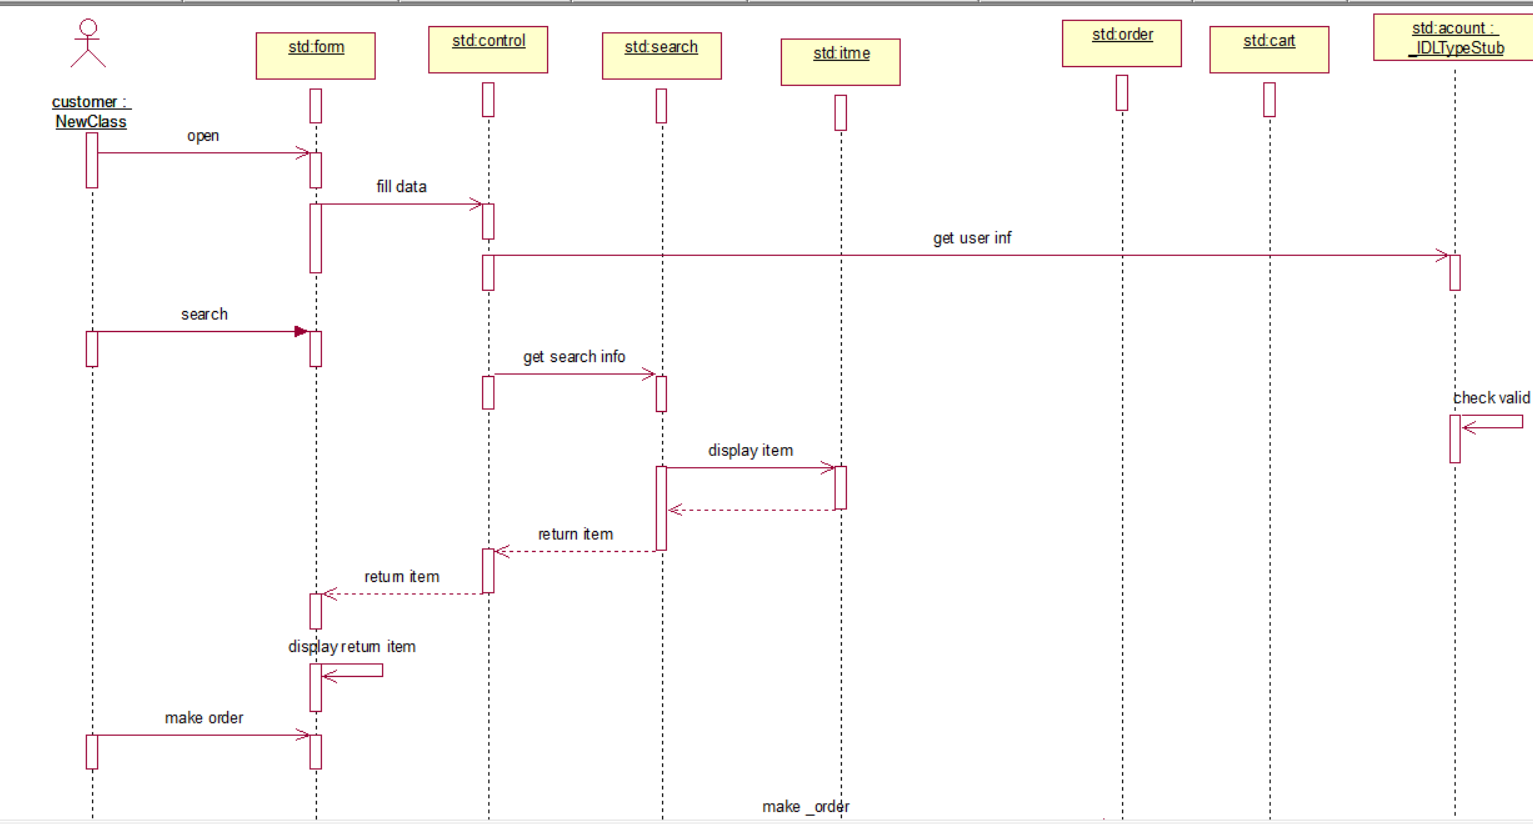 std:form
std:control
std:search
std:itme
std:order
std:cart
std:acount :
_IDLTypeStub
customer :
NewClass
open
fill data
get user inf
search
get search info
check valid
display item
return item
return item
display return item
make order
make _order